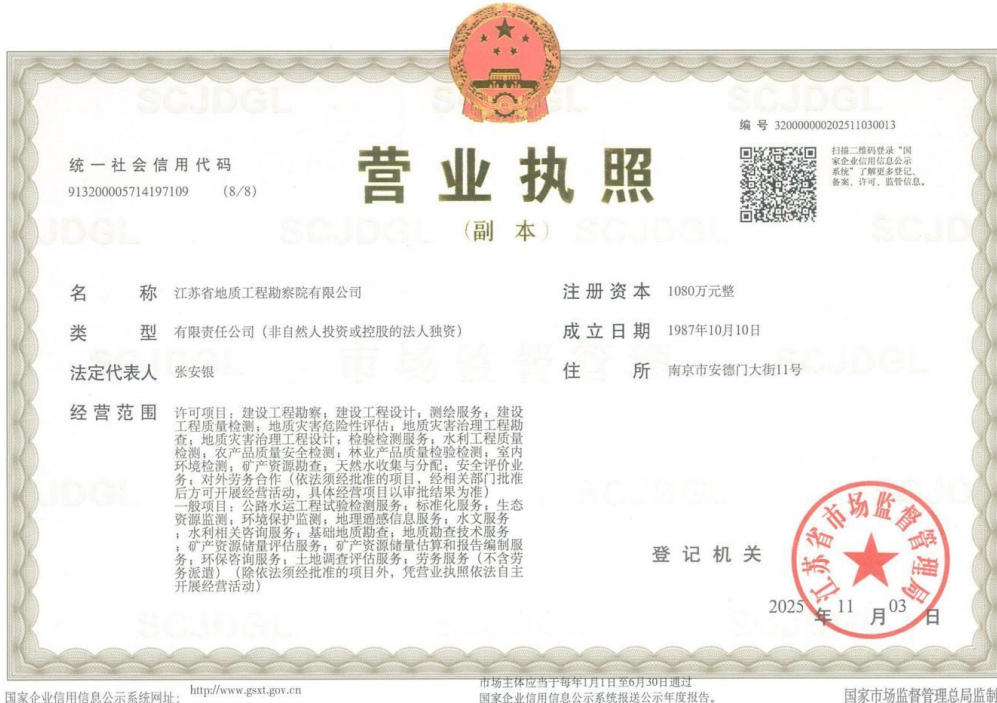 编 号 320000000202511030013
统一社会信用代码
913200005714197109 (8/8)
营业执照
(副 本)
扫描二维码登录“国
家企业信用信息公示
系统”了解更多登记、
备案、许可、监管信息。
名 称 江苏省地质工程勘察院有限公司
类 型 有限责任公司（非自然人投资或控股的法人独资）
法定代表人 张安银
经营范围 许可项目：建设工程勘察；建设工程设计；测绘服务；建设
工程质量检测；地质灾害危险性评估；地质灾害治理工程勘
查；地质灾害治理工程设计；检验检测服务；水利工程质量
检测；农产品质量安全检测；林业产品质量检验检测；室内
环境检测；矿产资源勘查；天然水收集与分配；安全评价业
务；对外劳务合作（依法须经批准的项目，经相关部门批准
后方可开展经营活动，具体经营项目以审批结果为准）
一般项目：公路水运工程试验检测服务；标准化服务；生态
资源监测；环境保护监测；地理遥感信息服务；水文服务
；水利相关咨询服务；基础地质勘查；地质勘查技术服务
；矿产资源储量评估服务；矿产资源储量估算和报告编制服
务；环保咨询服务；土地调查评估服务；劳务服务（不含劳
务派遣）（除依法须经批准的项目外，凭营业执照依法自主
开展经营活动）
注册资本 1080万元整
成立日期 1987年10月10日
住 所 南京市安德门大街11号
登记机关
江苏省市场监督管理局
2025 年 11 月 03 日
国家企业信用信息公示系统网址： http://www.gsxt.gov.cn
市场主体应当于每年1月1日至6月30日通过
国家企业信用信息公示系统报送公示年度报告。
国家市场监督管理总局监制
SCJDGL
市场监督管理